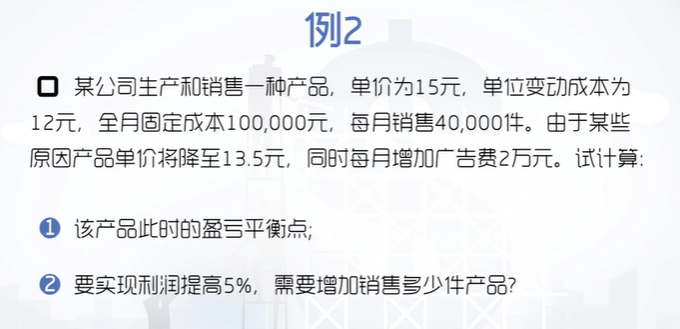 例2
某公司生产和销售一种产品，单价为15元，单位变动成本为
12元，全月固定成本100,000元，每月销售40,000件。由于某些
原因产品单价将降至13.5元，同时每月增加广告费2万元。试计算:
1 该产品此时的盈亏平衡点;
2 要实现利润提高5%，需要增加销售多少件产品?